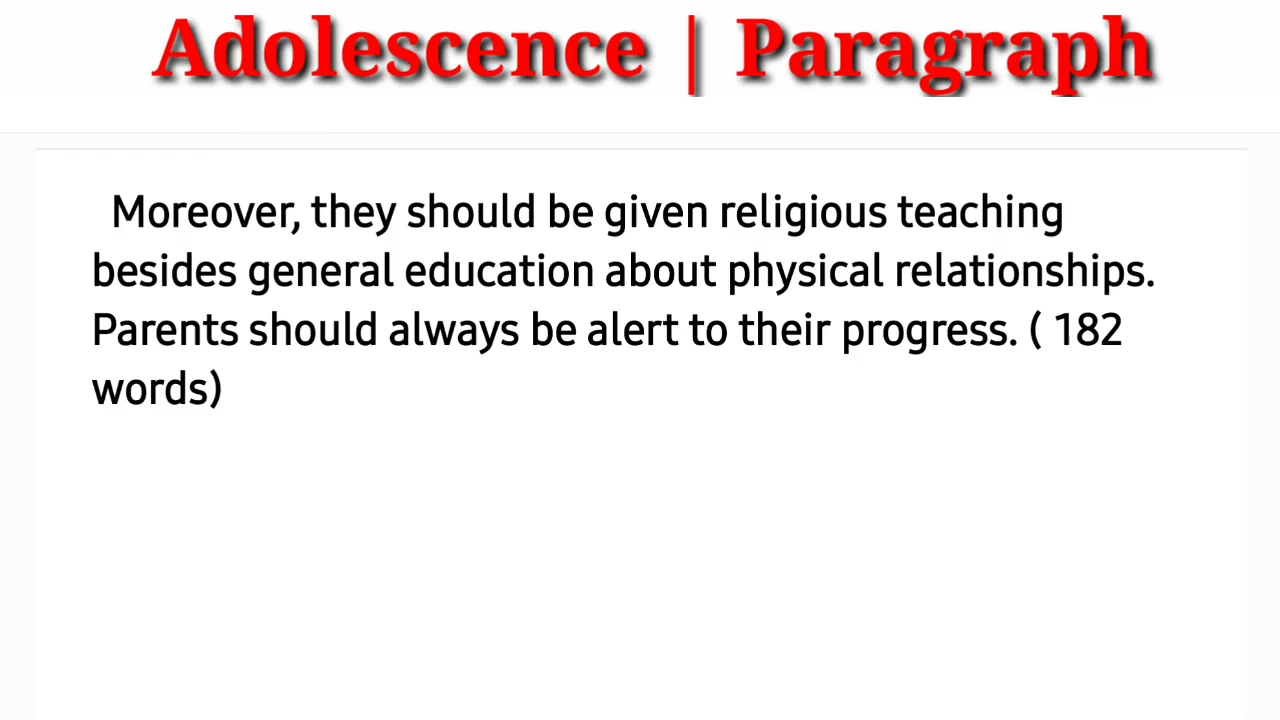 Adolescence | Paragraph
Moreover, they should be given religious teaching
besides general education about physical relationships.
Parents should always be alert to their progress. ( 182
words)